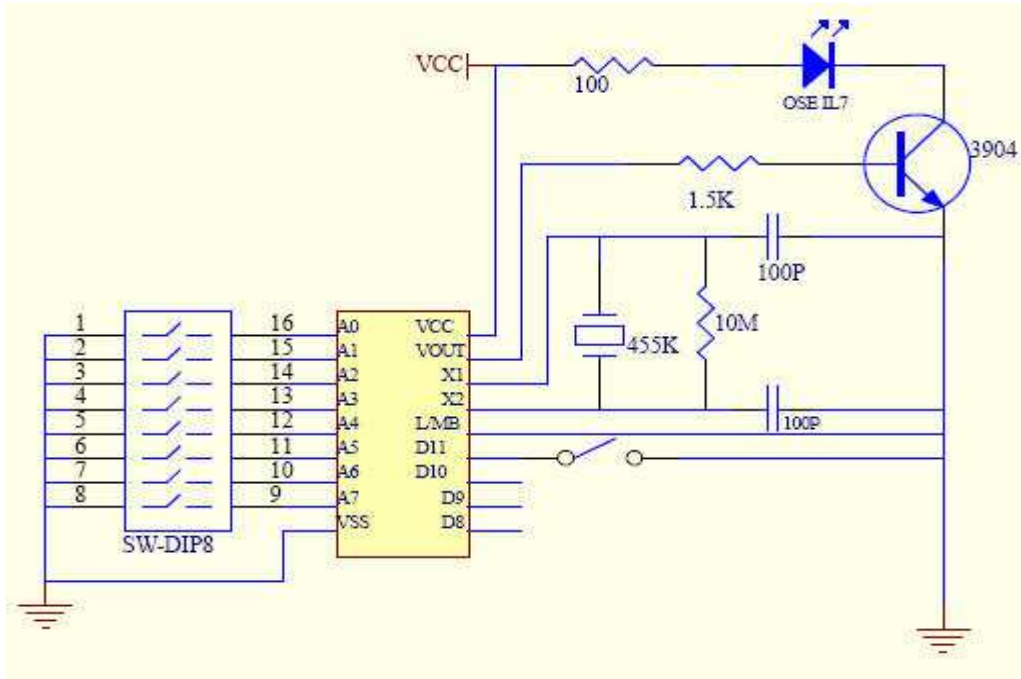 VCC
100
OSE IL7
3904
1.5K
100P
10M
455K
100P
1 16 A0 VCC
2 15 A1 VOUT
3 14 A2 X1
4 13 A3 X2
5 12 A4 L/MB
6 11 A5 D11
7 10 A6 D10
8 9 A7 D9
VSS D8
SW-DIP8